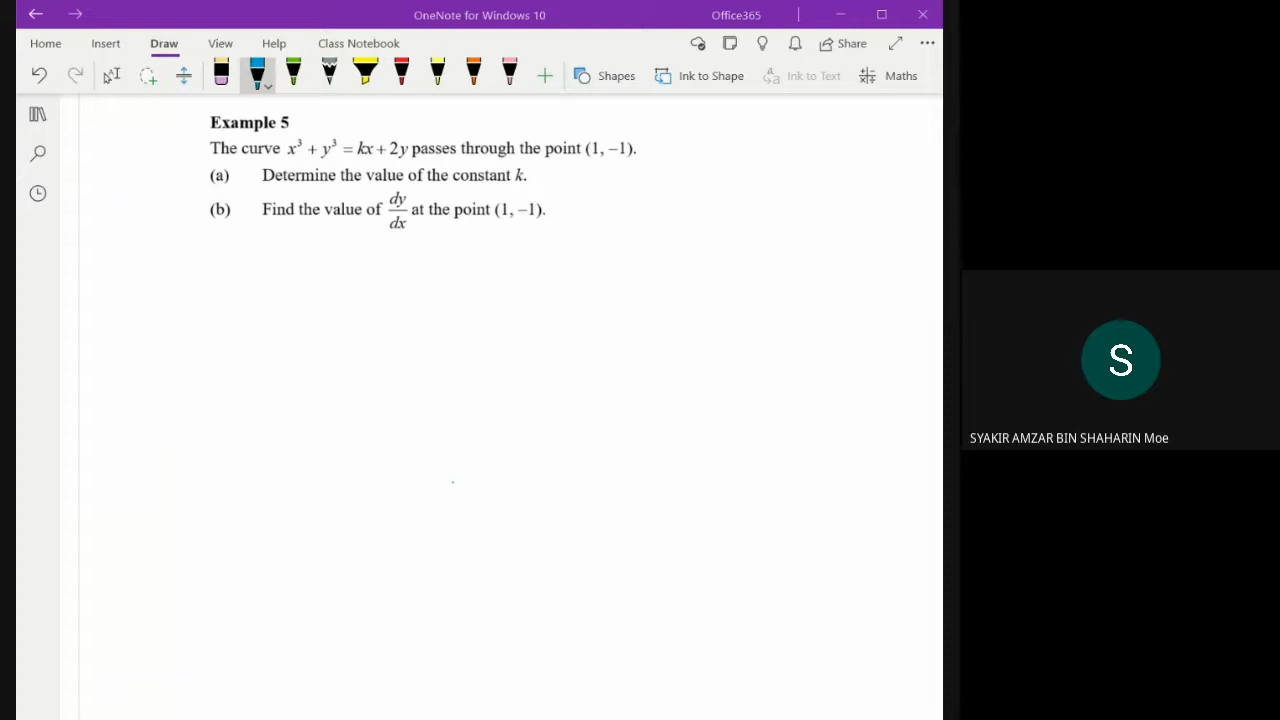 OneNote for Windows 10
Office365
Home Insert Draw View Help Class Notebook Share
Ink to Shape Ink to Text Maths Shapes
Example 5
The curve x³ + y³ = kx + 2y passes through the point (1, −1).
(a) Determine the value of the constant k.
(b) Find the value of dy/dx at the point (1, −1).
S
SYAKIR AMZAR BIN SHAHARIN Moe